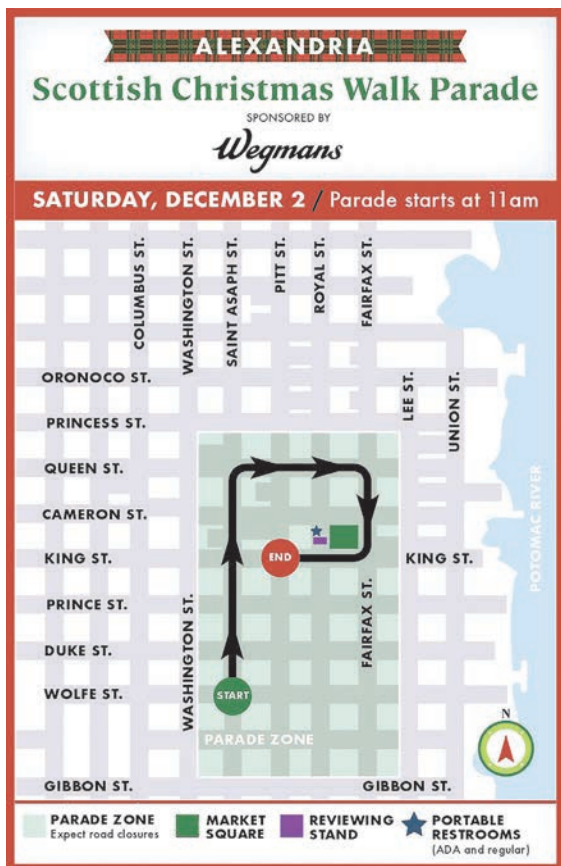 ALEXANDRIA
Scottish Christmas Walk Parade
SPONSORED BY
Wegmans
SATURDAY, DECEMBER 2 / Parade starts at 11am
COLUMBUS ST.
WASHINGTON ST.
SAINT ASAPH ST.
PITT ST.
ROYAL ST.
FAIRFAX ST.
ORONOCO ST.
LEE ST.
UNION ST.
PRINCESS ST.
QUEEN ST.
CAMERON ST.
KING ST.
END
KING ST.
POTOMAC RIVER
PRINCE ST.
WASHINGTON ST.
FAIRFAX ST.
DUKE ST.
WOLFE ST.
START
PARADE ZONE
N
GIBBON ST.
GIBBON ST.
PARADE ZONE
Expect road closures
MARKET
SQUARE
REVIEWING
STAND
PORTABLE
RESTROOMS
(ADA and regular)